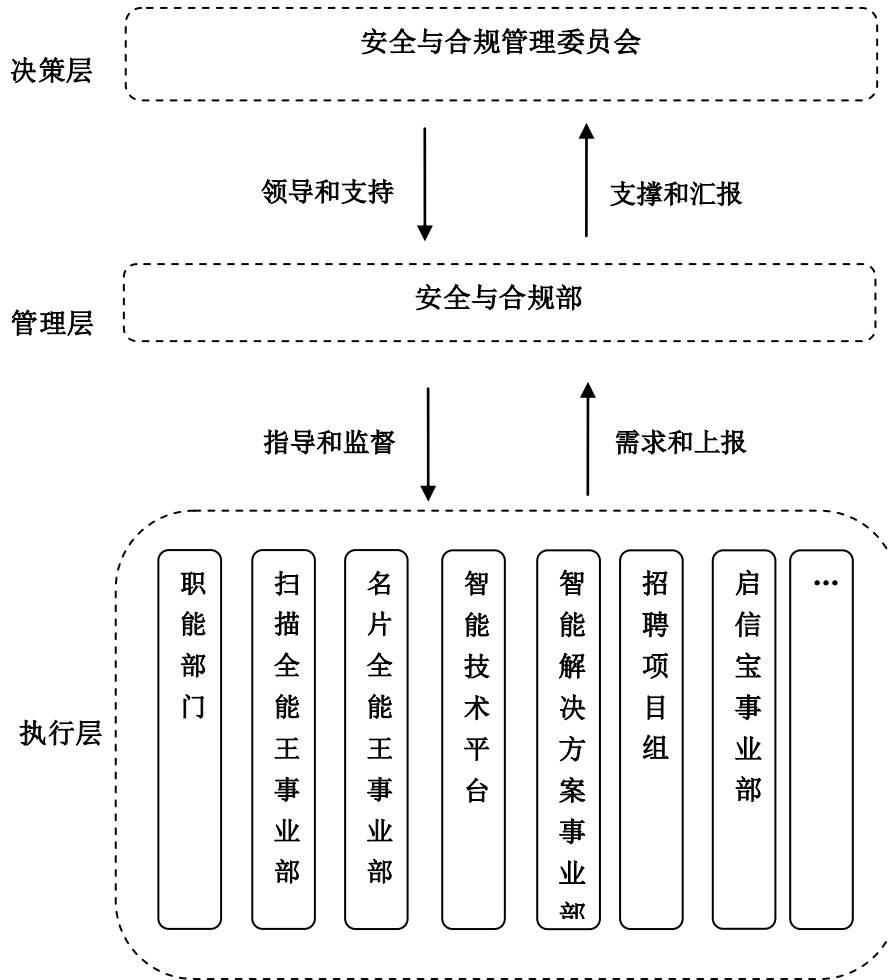 安全与合规管理委员会
决策层
领导和支持
支撑和汇报
安全与合规部
管理层
指导和监督
需求和上报
执行层
职能部门
扫描全能王事业部
名片全能王事业部
智能技术平台
智能解决方案事业部
招聘项目组
启信宝事业部
…